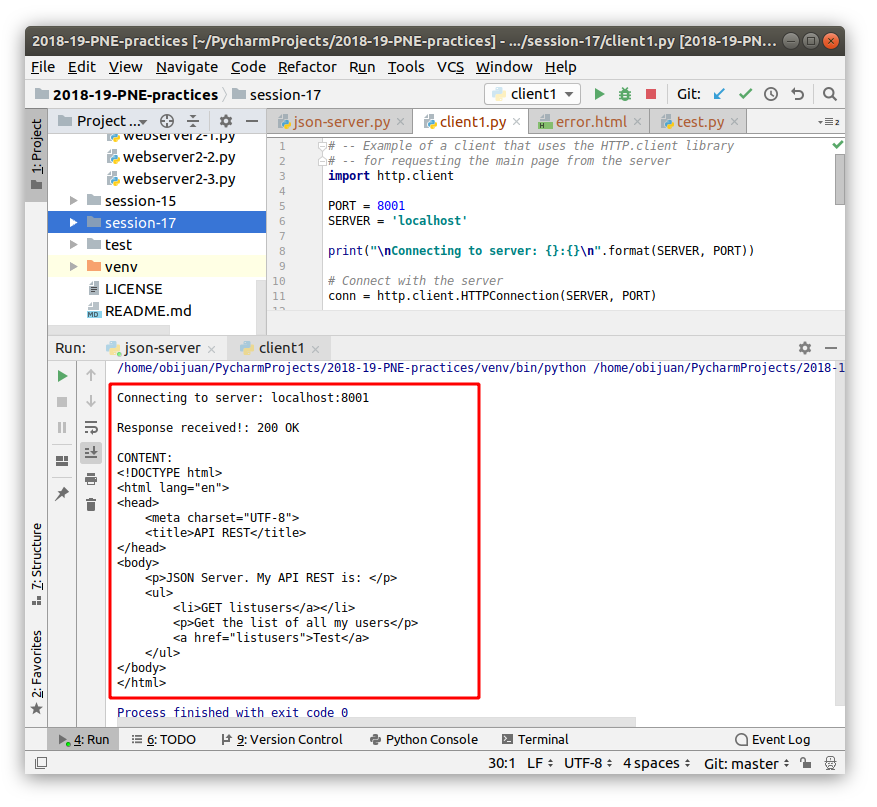 2018-19-PNE-practices [~/PycharmProjects/2018-19-PNE-practices] - .../session-17/client1.py [2018-19-PN...
File Edit View Navigate Code Refactor Run Tools VCS Window Help
2018-19-PNE-practices session-17 client1 Git:
1: Project
Project ...
webserver2-1.py
webserver2-2.py
webserver2-3.py
session-15
session-17
test
venv
LICENSE
README.md
json-server.py client1.py error.html test.py
1 # -- Example of a client that uses the HTTP.client library
2 # -- for requesting the main page from the server
3 import http.client
4
5 PORT = 8001
6 SERVER = 'localhost'
7
8 print("\nConnecting to server: {}:{}\n".format(SERVER, PORT))
9
10 # Connect with the server
11 conn = http.client.HTTPConnection(SERVER, PORT)
Run: json-server client1
/home/obijuan/PycharmProjects/2018-19-PNE-practices/venv/bin/python /home/obijuan/PycharmProjects/2018-1
Connecting to server: localhost:8001
Response received!: 200 OK
CONTENT:
<!DOCTYPE html>
<html lang="en">
<head>
    <meta charset="UTF-8">
    <title>API REST</title>
</head>
<body>
    <p>JSON Server. My API REST is: </p>
    <ul>
        <li>GET listusers</a></li>
        <p>Get the list of all my users</p>
        <a href="listusers">Test</a>
    </ul>
</body>
</html>
Process finished with exit code 0
7: Structure
2: Favorites
4: Run 6: TODO 9: Version Control Python Console Terminal Event Log
30:1 LF UTF-8 4 spaces Git: master